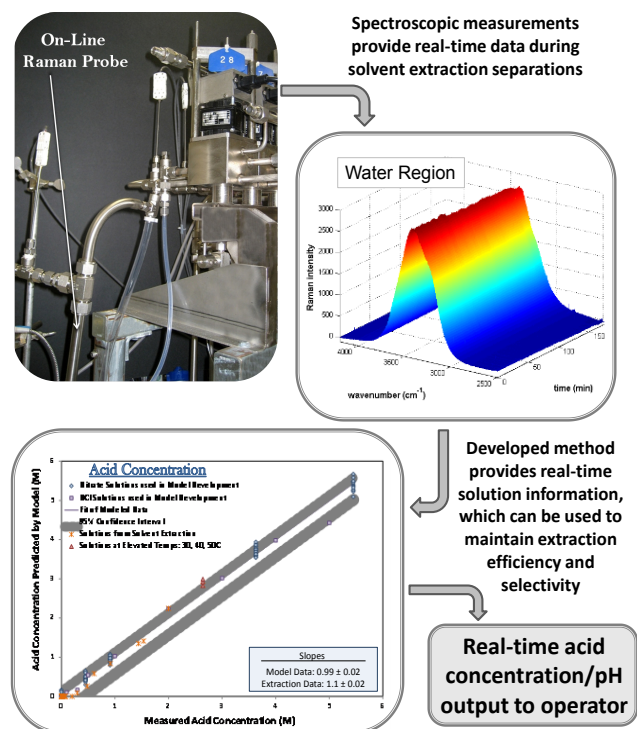 On-Line
Raman Probe
28
Spectroscopic measurements
provide real-time data during
solvent extraction separations
Water Region
3000
2500
2000
1500
1000
500
0
Raman intensity
4000
3600
3000
2500
wavenumber (cm-1)
0
50
100
150
time (min)
Developed method
provides real-time
solution information,
which can be used to
maintain extraction
efficiency and
selectivity
Acid Concentration
Nitrate Solutions used in Model Development
HCl Solutions used in Model Development
Fit of Modeled Data
95% Confidence Interval
Solutions from Solvent Extraction
Solutions at Elevated Temps: 30, 40, 50C
Acid Concentration Predicted by Model (M)
6
5
4
3
2
1
0
0
1
2
3
4
5
6
Measured Acid Concentration (M)
Slopes
Model Data: 0.99 ± 0.02
Extraction Data: 1.1 ± 0.02
Real-time acid
concentration/pH
output to operator